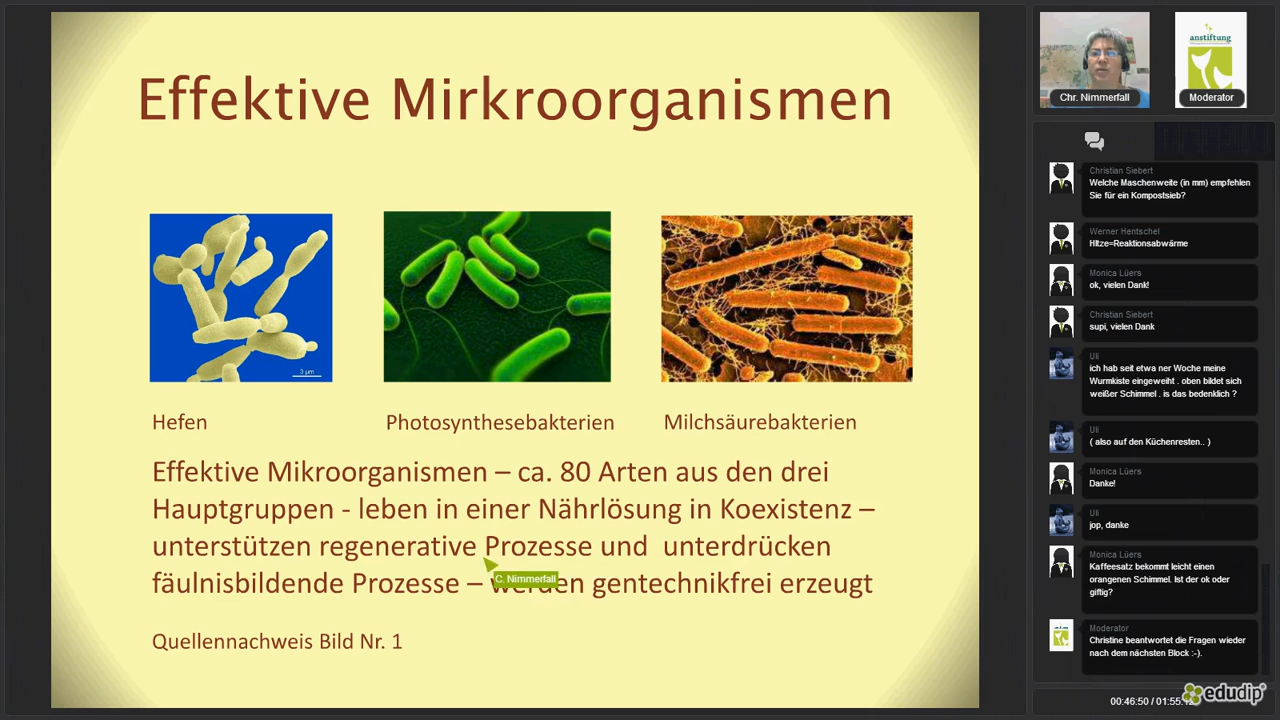 Effektive Mirkroorganismen
3 µm
Hefen
Photosynthesebakterien
Milchsäurebakterien
Effektive Mikroorganismen – ca. 80 Arten aus den drei
Hauptgruppen - leben in einer Nährlösung in Koexistenz –
unterstützen regenerative Prozesse und unterdrücken
fäulnisbildende Prozesse – werden gentechnikfrei erzeugt
C. Nimmerfall
Quellennachweis Bild Nr. 1
Chr. Nimmerfall
anstiftung
Moderator
Christian Siebert
Welche Maschenweite (in mm) empfehlen
Sie für ein Kompostsieb?
Werner Hentschel
HItze=Reaktionsabwärme
Monica Lüers
ok, vielen Dank!
Christian Siebert
supi, vielen Dank
Uli
ich hab seit etwa ner Woche meine
Wurmkiste eingeweiht . oben bildet sich
weißer Schimmel . is das bedenklich ?
Uli
( also auf den Küchenresten.. )
Monica Lüers
Danke!
Uli
jop, danke
Monica Lüers
Kaffeesatz bekommt leicht einen
orangenen Schimmel. Ist der ok oder
giftig?
Moderator
Christine beantwortet die Fragen wieder
nach dem nächsten Block :-).
00:46:50 /
edudip